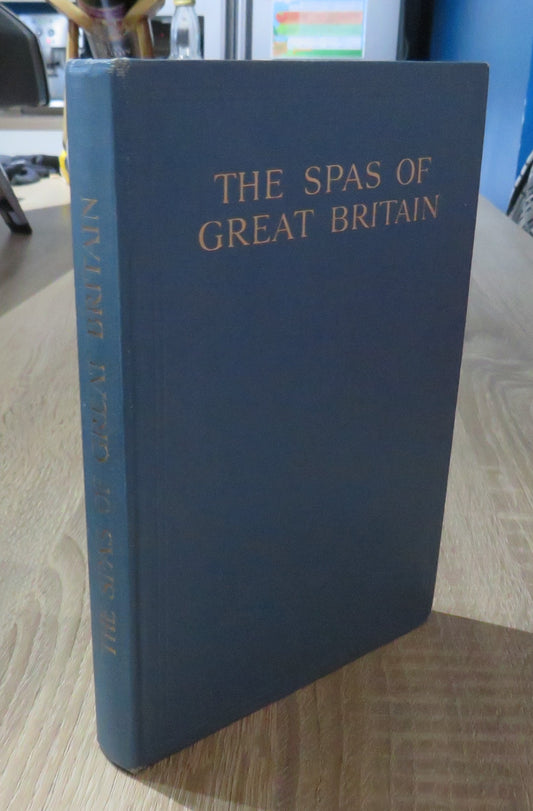 THE SPAS OF
GREAT BRITAIN
THE SPAS OF GREAT BRITAIN